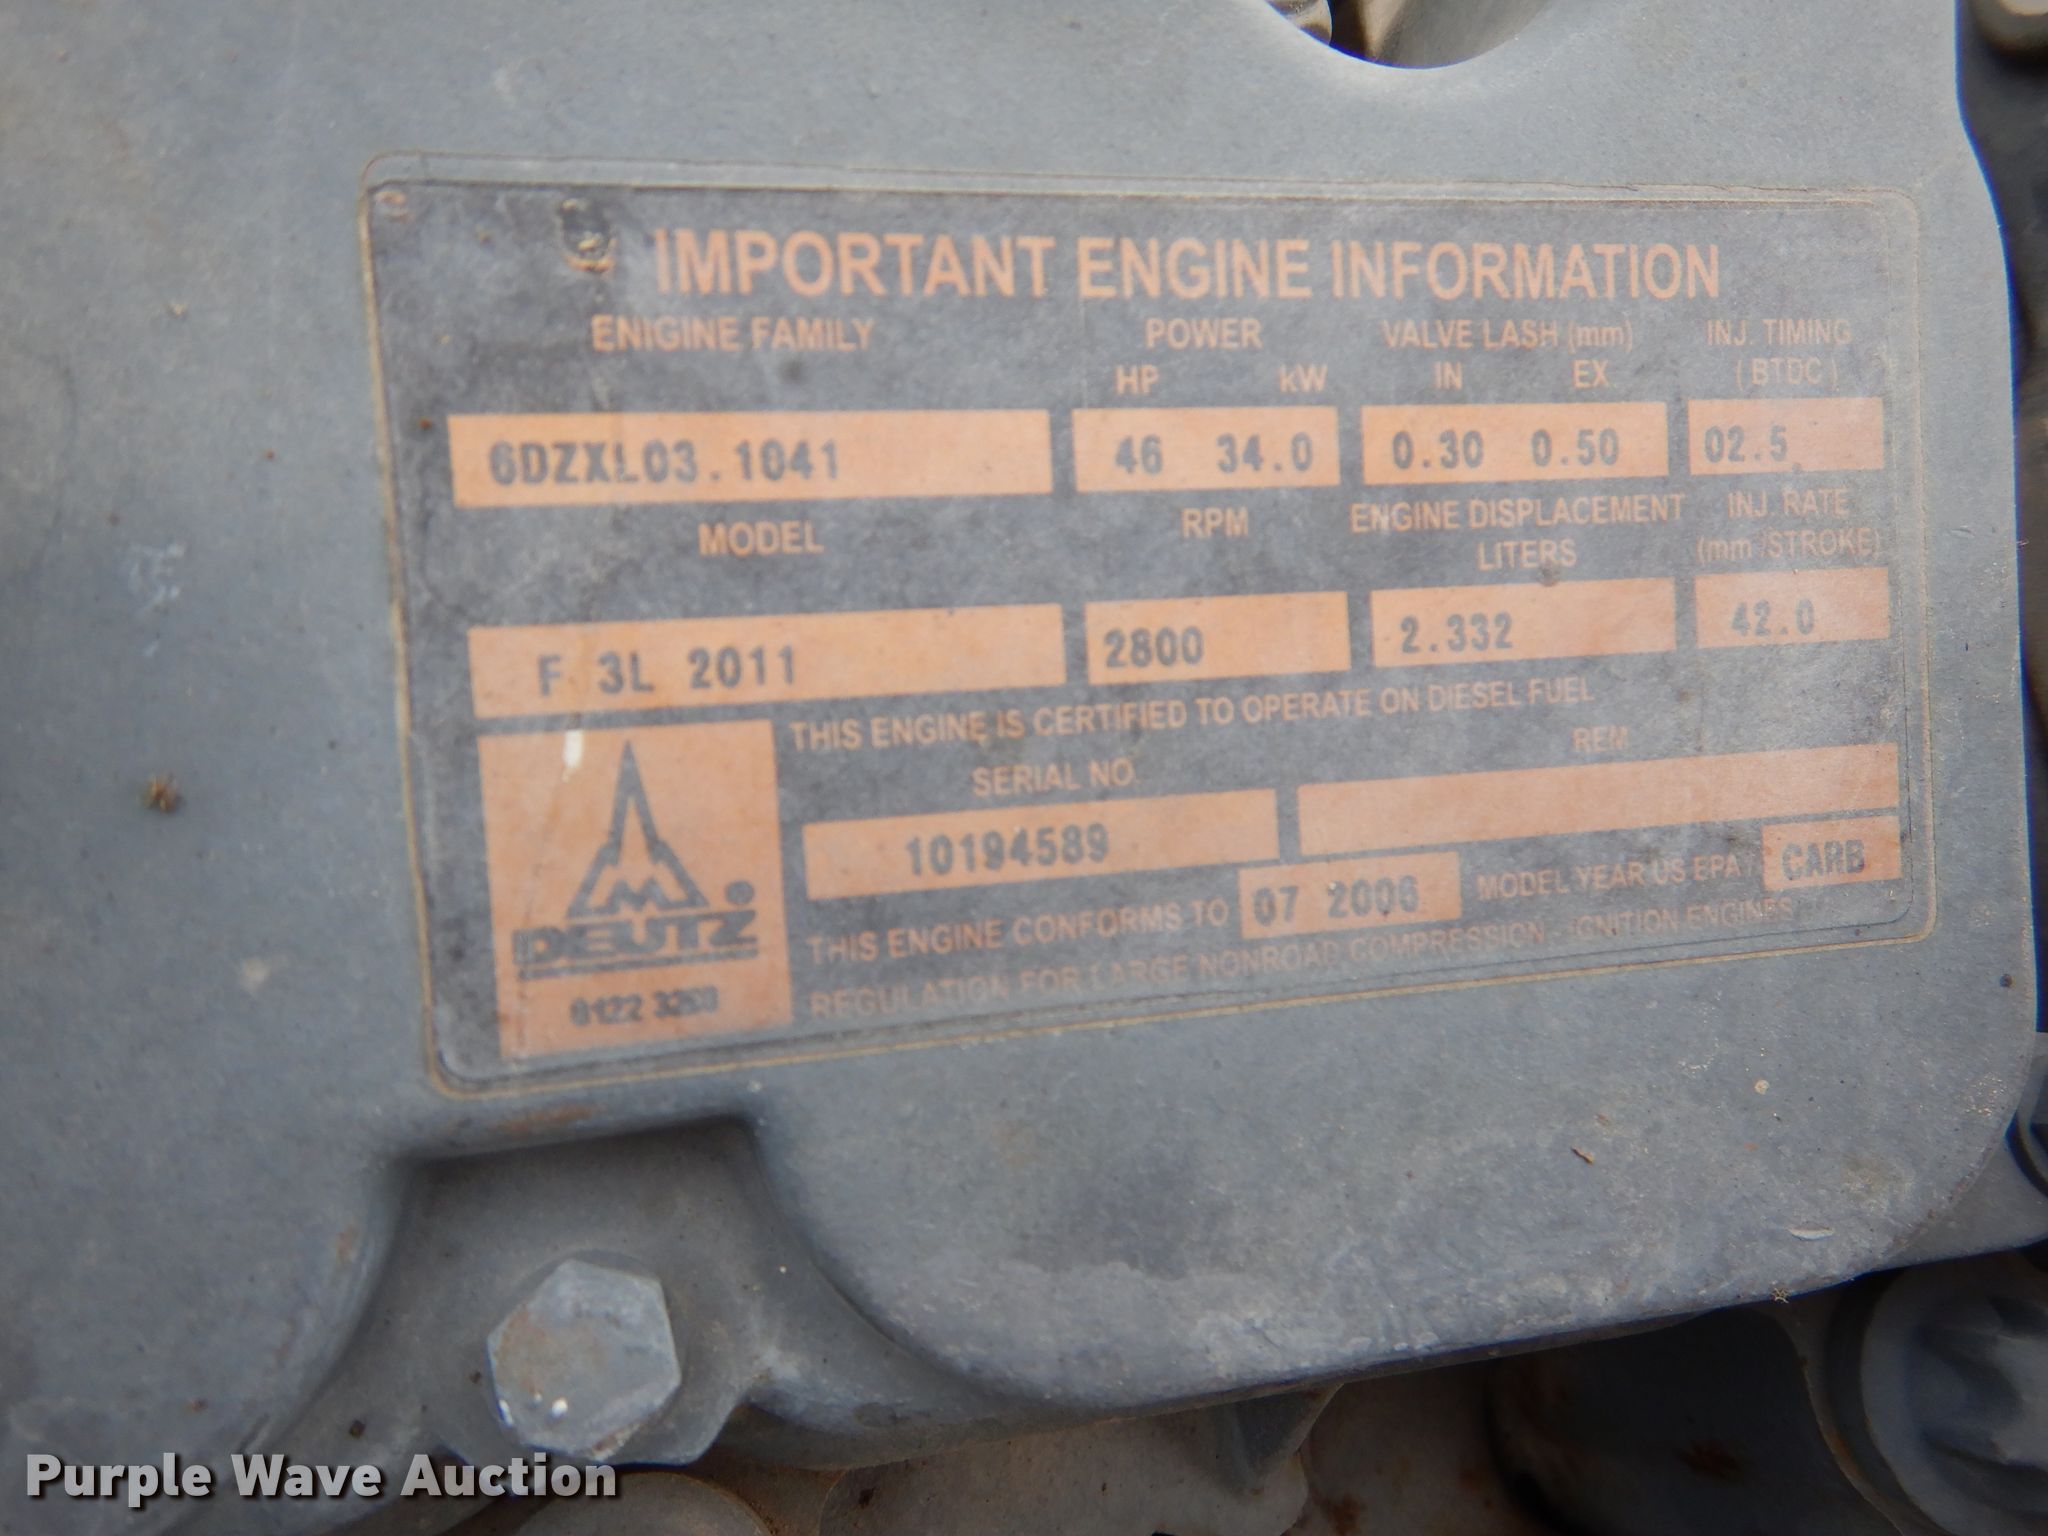 IMPORTANT ENGINE INFORMATION
ENIGINE FAMILY POWER VALVE LASH (mm) INJ. TIMING
HP kW IN EX (BTDC)
6DZXL03.1041 46 34.0 0.30 0.50 02.5
MODEL RPM ENGINE DISPLACEMENT INJ. RATE
LITERS (mm /STROKE)
F 3L 2011 2800 2.332 42.0
THIS ENGINE IS CERTIFIED TO OPERATE ON DIESEL FUEL
SERIAL NO. REM
10194589
THIS ENGINE CONFORMS TO 07 2006 MODEL YEAR US EPA / CARB
REGULATION FOR LARGE NONROAD COMPRESSION - IGNITION ENGINES
DEUTZ ®
0122 3260
Purple Wave Auction